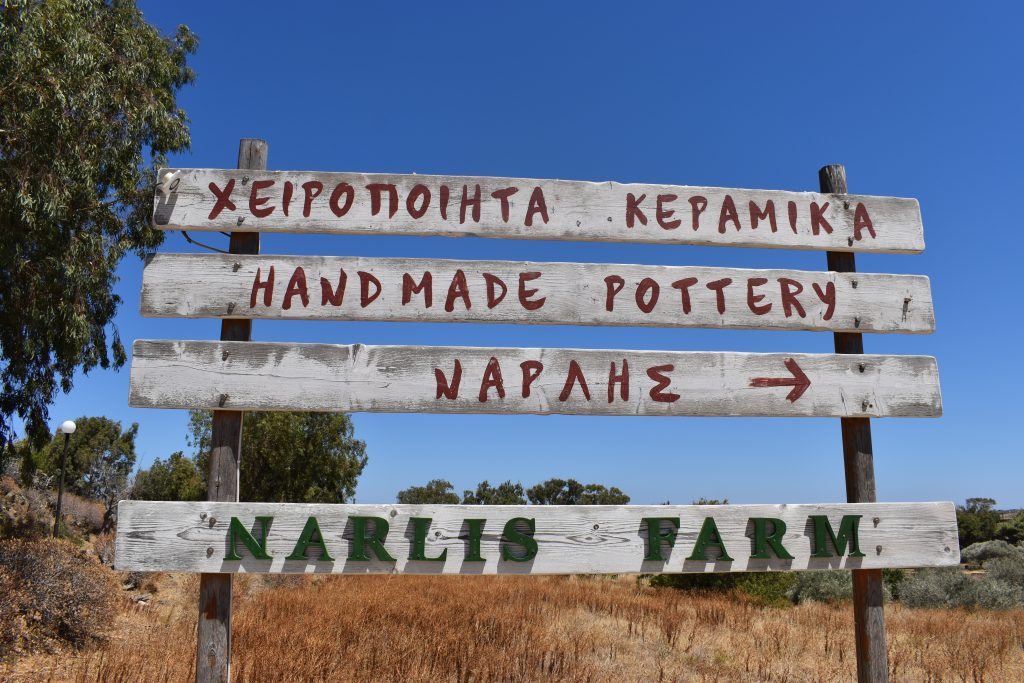 ΧΕΙΡΟΠΟΙΗΤΑ ΚΕΡΑΜΙΚΑ
HANDMADE POTTERY
ΝΑΡΛΗΣ →
NARLIS FARM